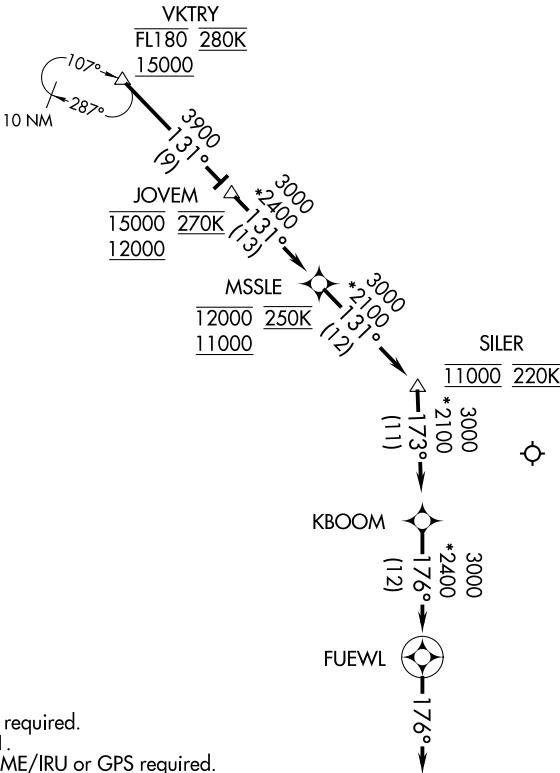 VKTRY
FL180 280K
15000
107°
287°
10 NM
3900
131°
(9)
JOVEM
15000 270K
12000
3000
*2400
131°
(13)
MSSLE
12000 250K
11000
3000
*2100
131°
(12)
SILER
11000 220K
3000
*2100
173°
(11)
KBOOM
3000
*2400
176°
(12)
FUEWL
176°
required.
.
ME/IRU or GPS required.